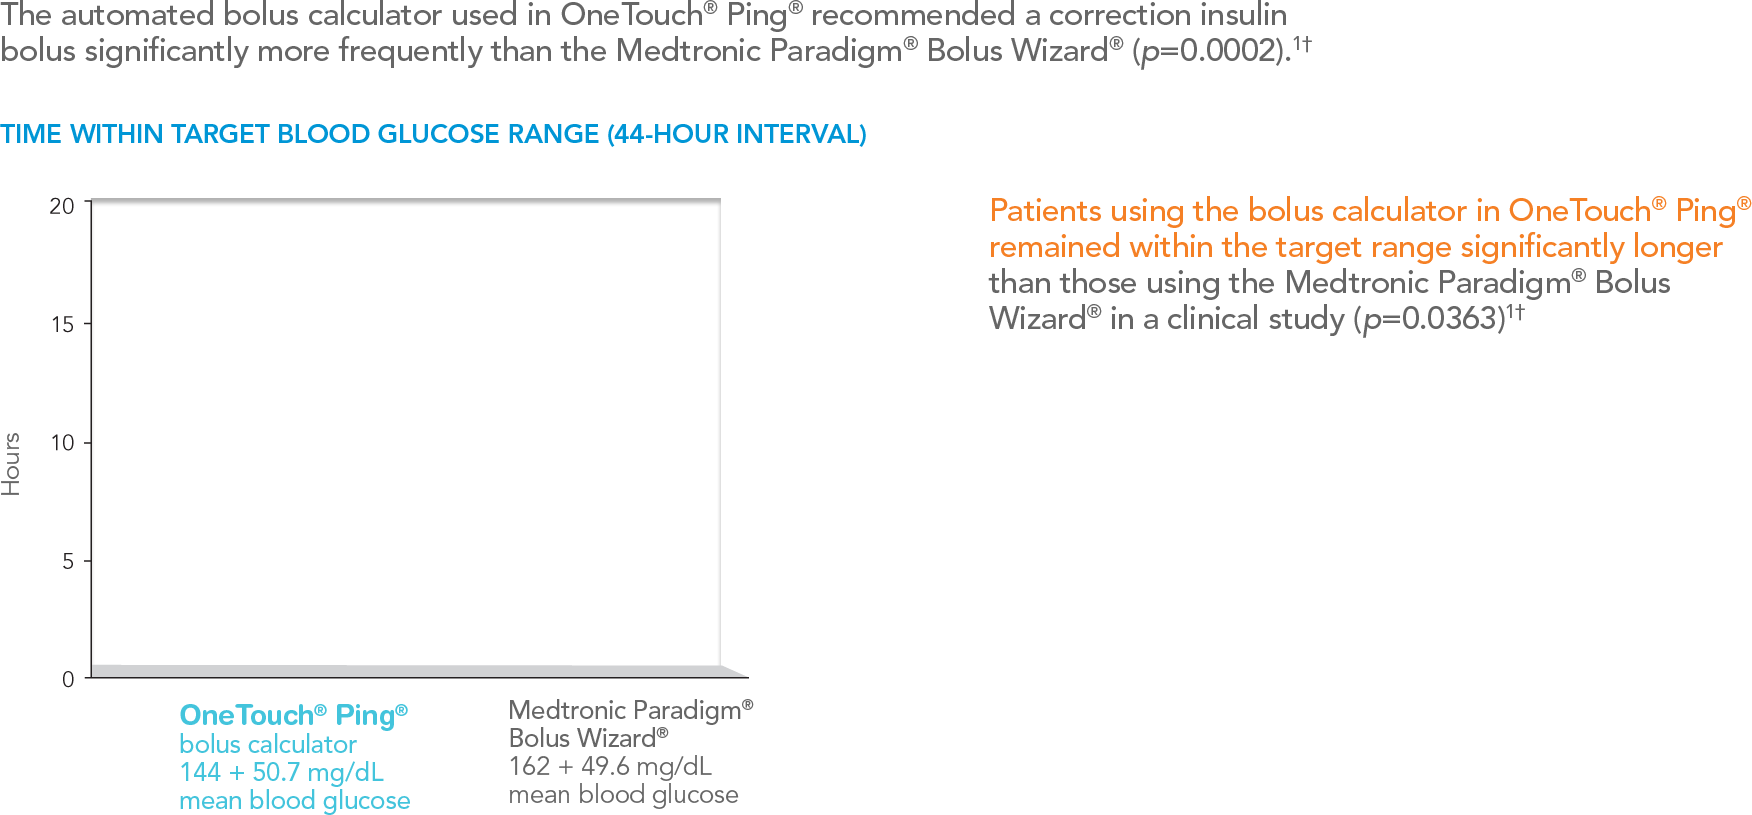 The automated bolus calculator used in OneTouch® Ping® recommended a correction insulin
bolus significantly more frequently than the Medtronic Paradigm® Bolus Wizard® (p=0.0002).1†
TIME WITHIN TARGET BLOOD GLUCOSE RANGE (44-HOUR INTERVAL)
20
15
10
5
0
Hours
OneTouch® Ping®
bolus calculator
144 + 50.7 mg/dL
mean blood glucose
Medtronic Paradigm®
Bolus Wizard®
162 + 49.6 mg/dL
mean blood glucose
Patients using the bolus calculator in OneTouch® Ping®
remained within the target range significantly longer
than those using the Medtronic Paradigm® Bolus
Wizard® in a clinical study (p=0.0363)1†